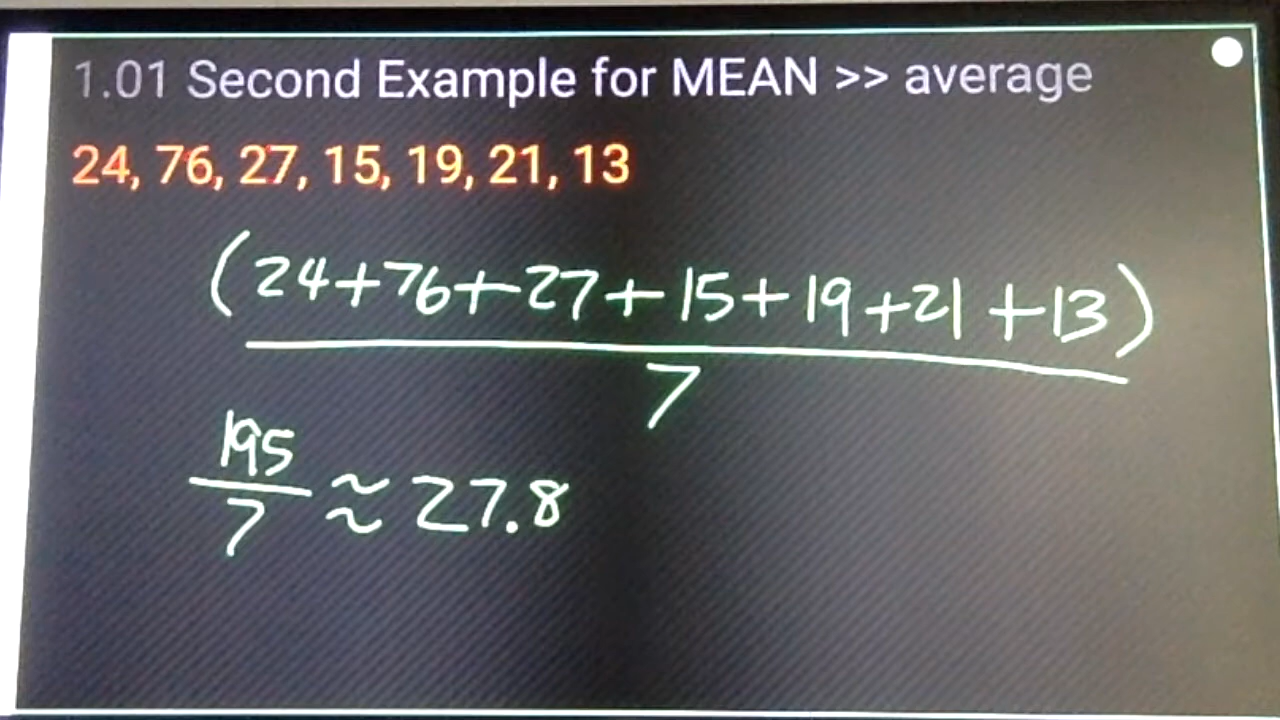 1.01 Second Example for MEAN >> average
24, 76, 27, 15, 19, 21, 13
(24+76+27+15+19+21+13)
7
195
7
≈ 27.8